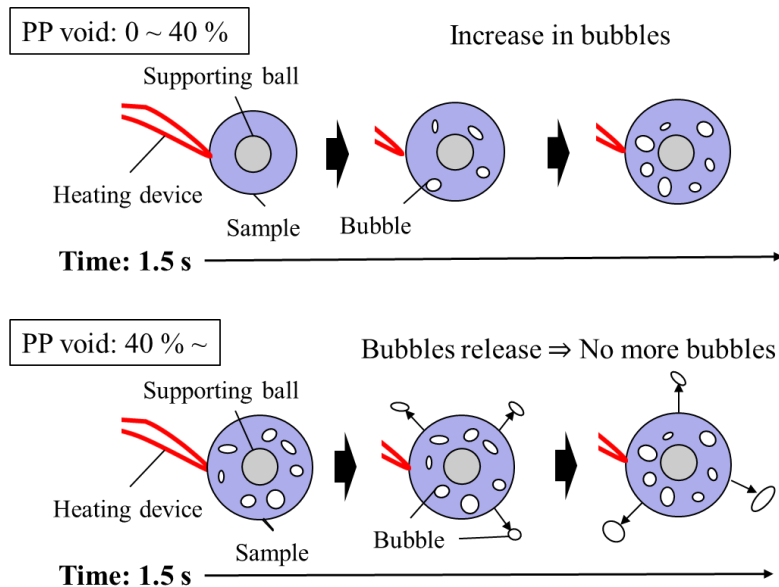 PP void: 0 ~ 40 %
Increase in bubbles
Supporting ball
Heating device
Sample
Bubble
Time: 1.5 s
PP void: 40 % ~
Bubbles release ⇒ No more bubbles
Supporting ball
Heating device
Sample
Bubble
Time: 1.5 s